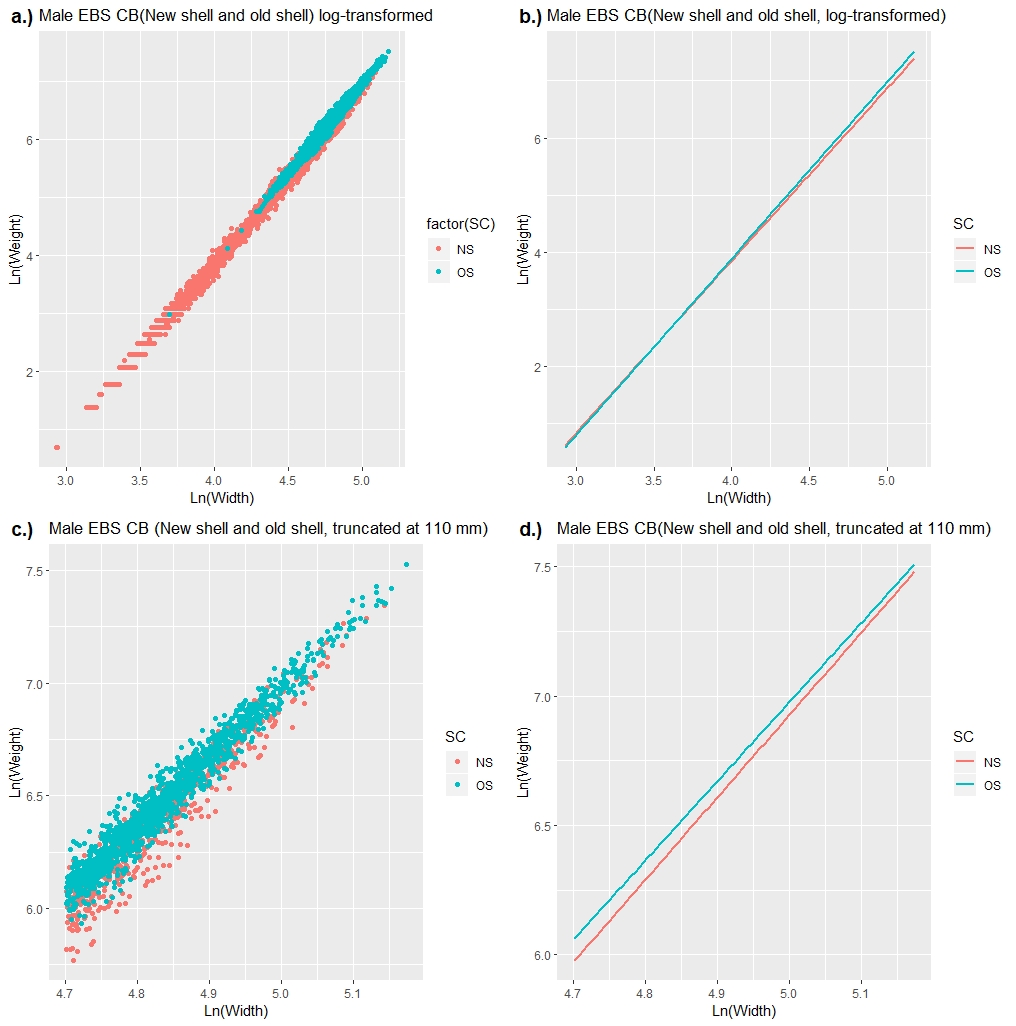 a.) Male EBS CB(New shell and old shell) log-transformed
Ln(Weight)
6
4
2
3.0 3.5 4.0 4.5 5.0
Ln(Width)
factor(SC)
NS
OS
b.) Male EBS CB(New shell and old shell, log-transformed)
Ln(Weight)
6
4
2
3.0 3.5 4.0 4.5 5.0
Ln(Width)
SC
NS
OS
c.) Male EBS CB (New shell and old shell, truncated at 110 mm)
Ln(Weight)
7.5
7.0
6.5
6.0
4.7 4.8 4.9 5.0 5.1
Ln(Width)
SC
NS
OS
d.) Male EBS CB(New shell and old shell, truncated at 110 mm)
Ln(Weight)
7.5
7.0
6.5
6.0
4.7 4.8 4.9 5.0 5.1
Ln(Width)
SC
NS
OS